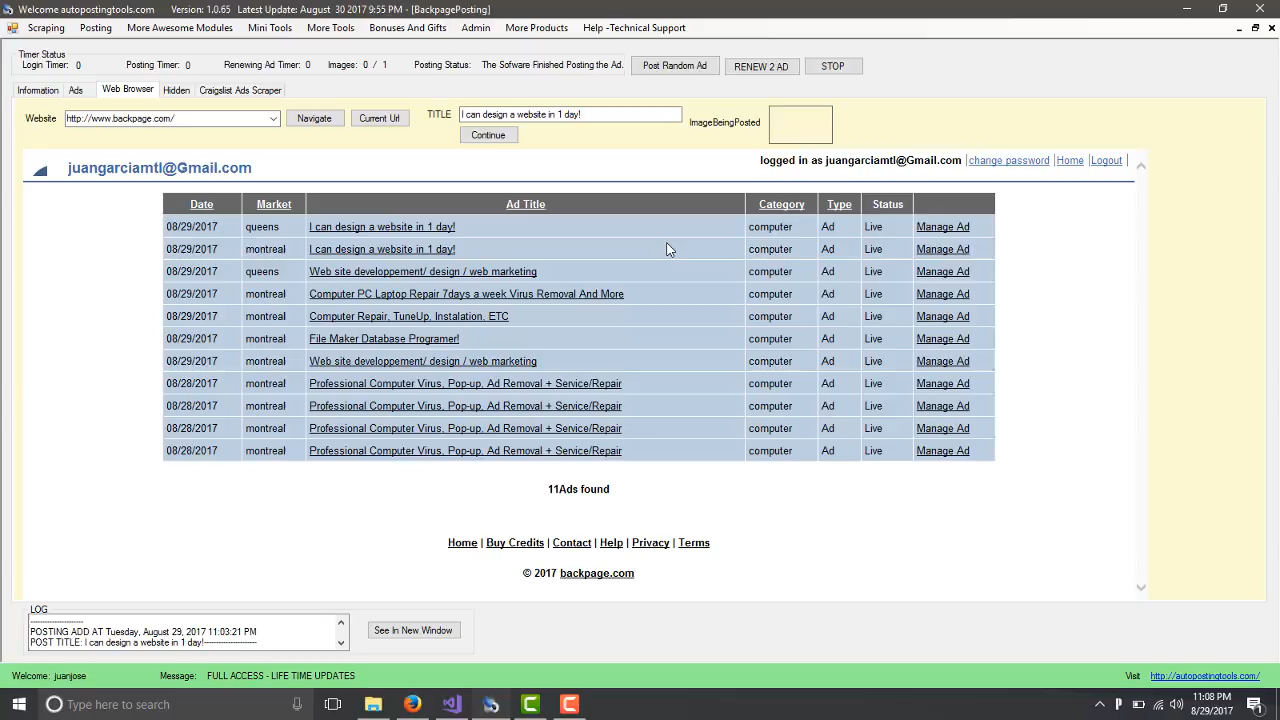 Welcome autopostingtools.com Version: 1.0.65 Latest Update: August 30 2017 9:55 PM - [BackpagePosting]
Scraping Posting More Awesome Modules Mini Tools More Tools Bonuses And Gifts Admin More Products Help -Technical Support
Timer Status
Login Timer: 0 Posting Timer: 0 Renewing Ad Timer: 0 Images: 0 / 1 Posting Status: The Sofware Finished Posting the Ad. Post Random Ad RENEW 2 AD STOP
Information Ads Web Browser Hidden Craigslist Ads Scraper
Website http://www.backpage.com/ Navigate Current Url TITLE I can design a website in 1 day! ImageBeingPosted
Continue
juangarciamtl@Gmail.com logged in as juangarciamtl@Gmail.com change password Home Logout
Date Market Ad Title Category Type Status
08/29/2017 queens I can design a website in 1 day! computer Ad Live Manage Ad
08/29/2017 montreal I can design a website in 1 day! computer Ad Live Manage Ad
08/29/2017 queens Web site developpement/ design / web marketing computer Ad Live Manage Ad
08/29/2017 montreal Computer PC Laptop Repair 7days a week Virus Removal And More computer Ad Live Manage Ad
08/29/2017 montreal Computer Repair, TuneUp, Instalation, ETC computer Ad Live Manage Ad
08/29/2017 montreal File Maker Database Programer! computer Ad Live Manage Ad
08/29/2017 montreal Web site developpement/ design / web marketing computer Ad Live Manage Ad
08/28/2017 montreal Professional Computer Virus, Pop-up, Ad Removal + Service/Repair computer Ad Live Manage Ad
08/28/2017 montreal Professional Computer Virus, Pop-up, Ad Removal + Service/Repair computer Ad Live Manage Ad
08/28/2017 montreal Professional Computer Virus, Pop-up, Ad Removal + Service/Repair computer Ad Live Manage Ad
08/28/2017 montreal Professional Computer Virus, Pop-up, Ad Removal + Service/Repair computer Ad Live Manage Ad
11Ads found
Home | Buy Credits | Contact | Help | Privacy | Terms
© 2017 backpage.com
LOG
---------------------
POSTING ADD AT Tuesday, August 29, 2017 11:03:21 PM
POST TITLE: I can design a website in 1 day!---------------------
See In New Window
Welcome: juanjose Message: FULL ACCESS - LIFE TIME UPDATES Visit http://autopostingtools.com/
Type here to search
11:08 PM
8/29/2017